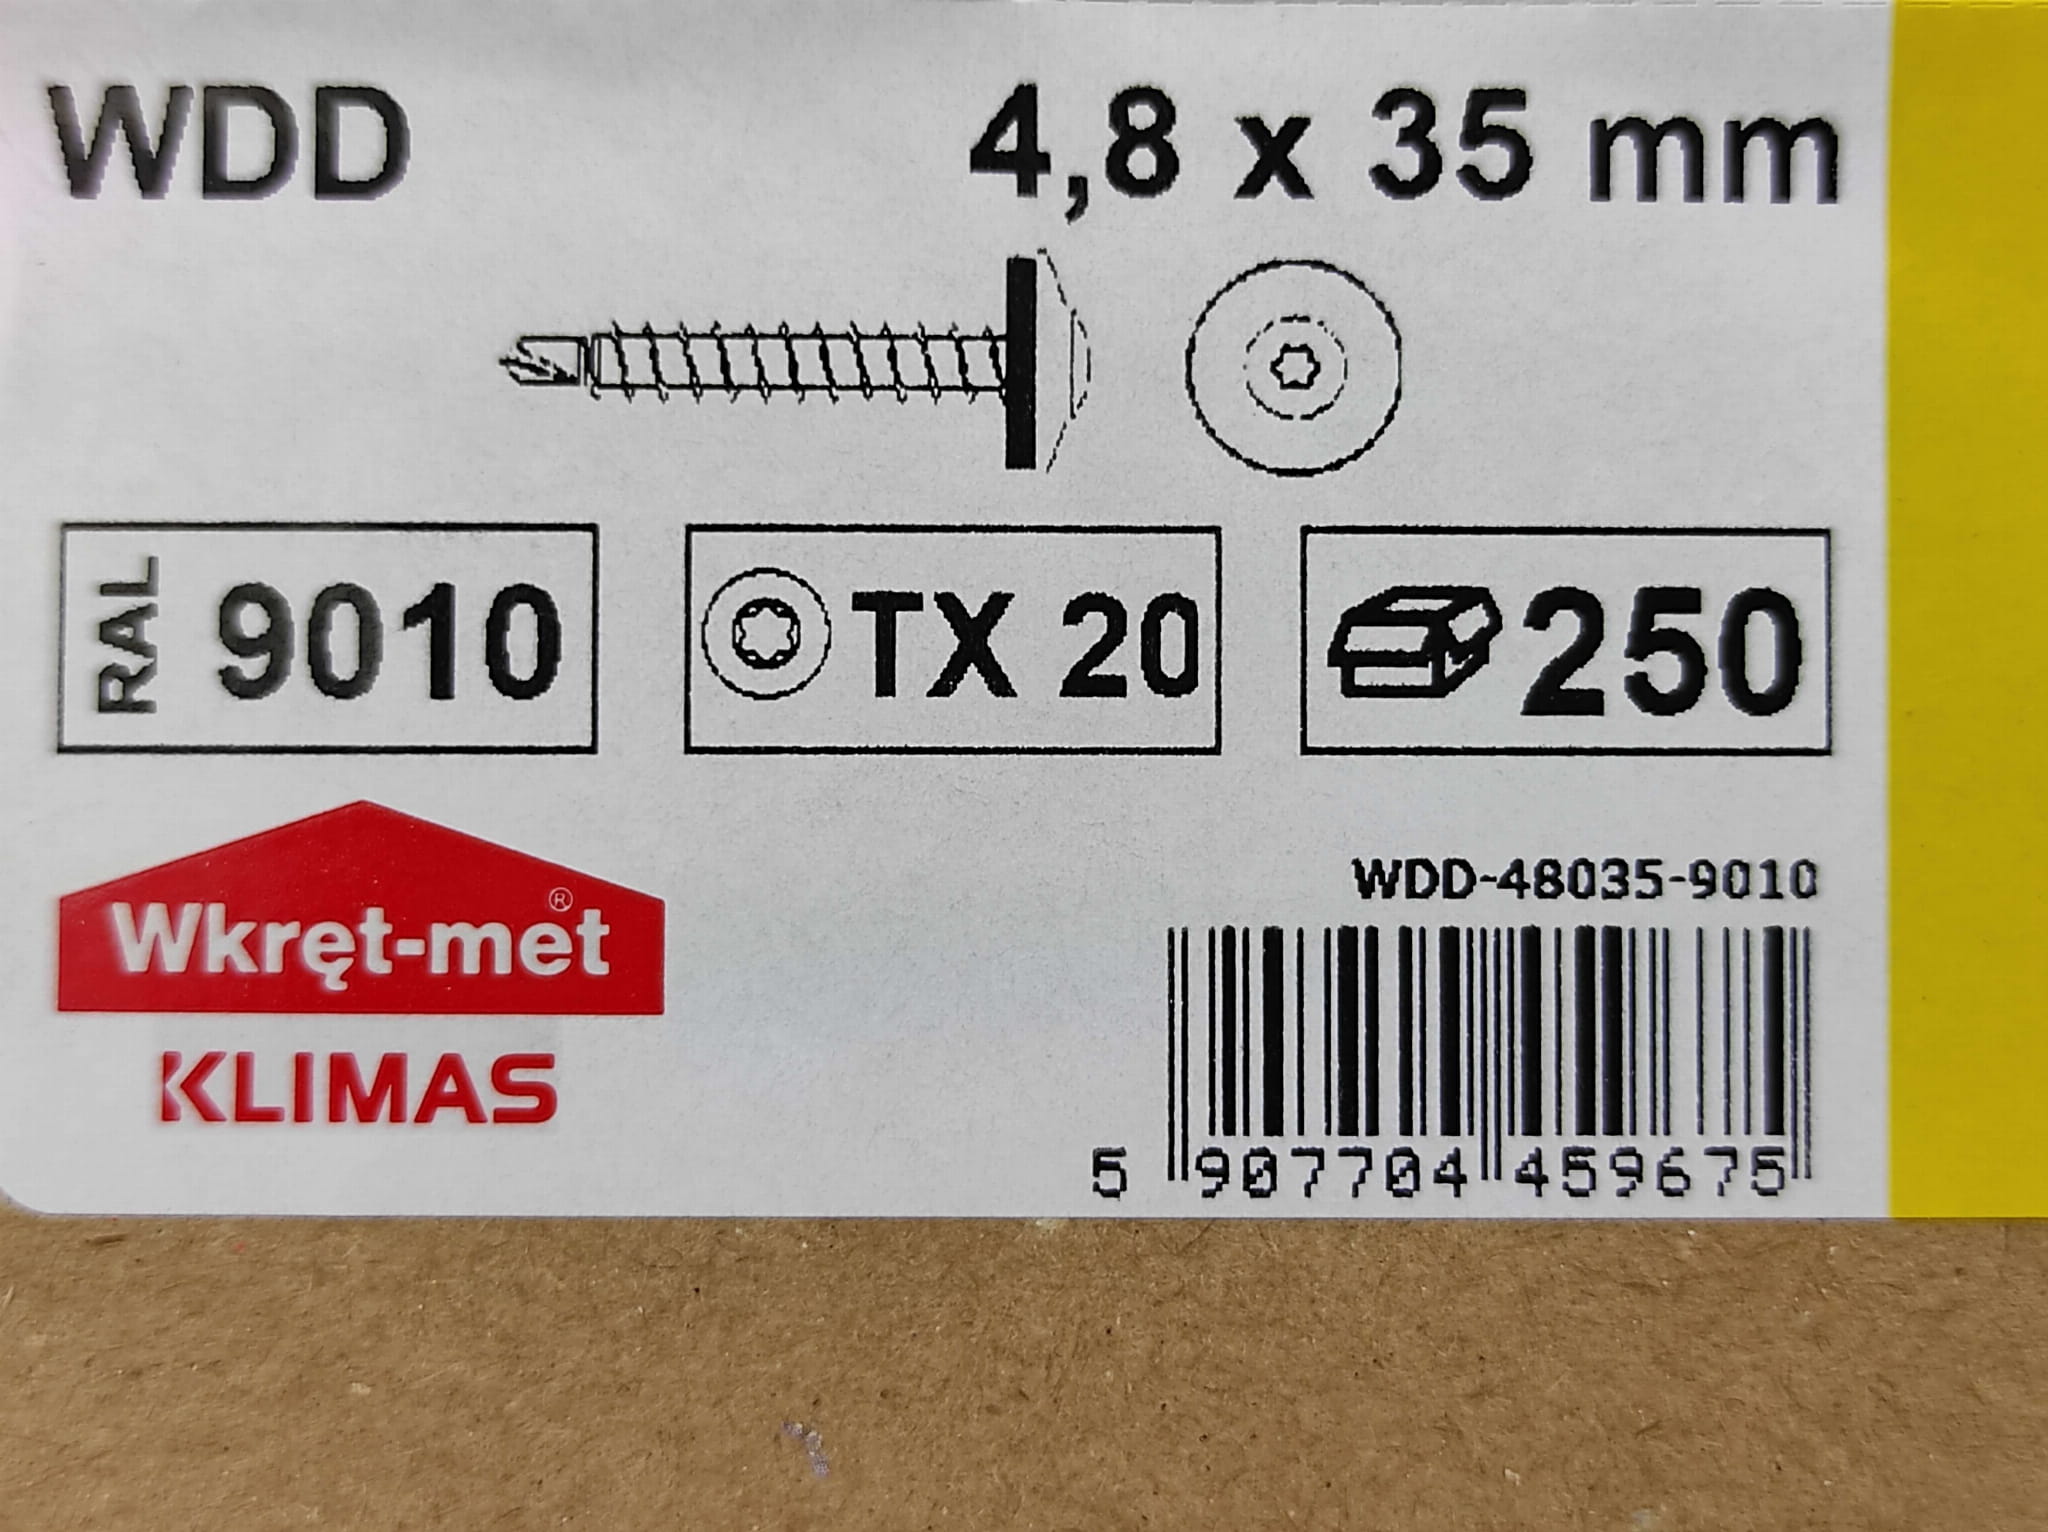 WDD 4,8 x 35 mm
RAL 9010
TX 20
250
Wkręt-met®
KLIMAS
WDD-48035-9010
5 907704 459675